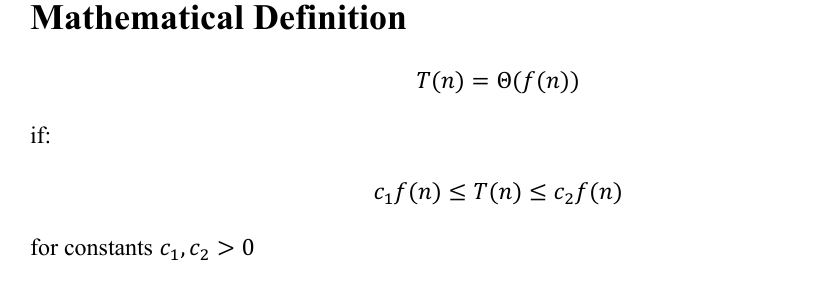 Mathematical Definition
T(n) = Θ(f(n))
if:
c₁f(n) ≤ T(n) ≤ c₂f(n)
for constants c₁, c₂ > 0